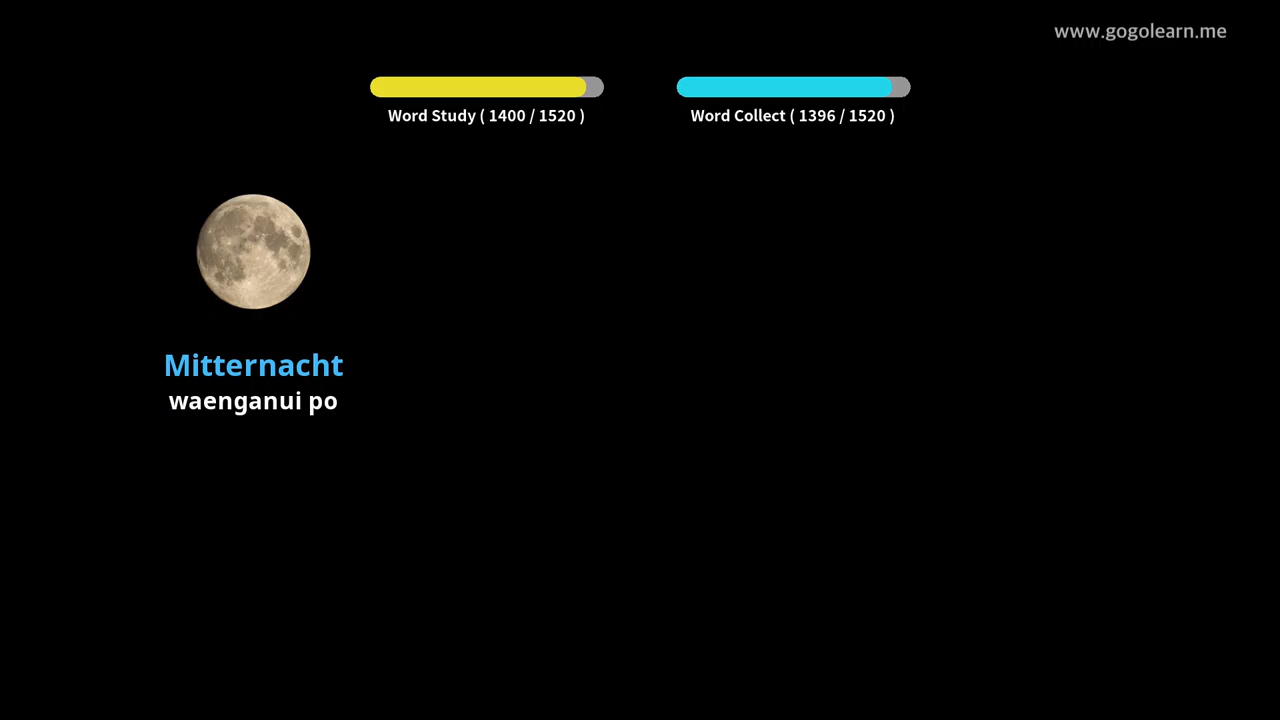 www.gogolearn.me
Word Study ( 1400 / 1520 )
Word Collect ( 1396 / 1520 )
Mitternacht
waenganui po